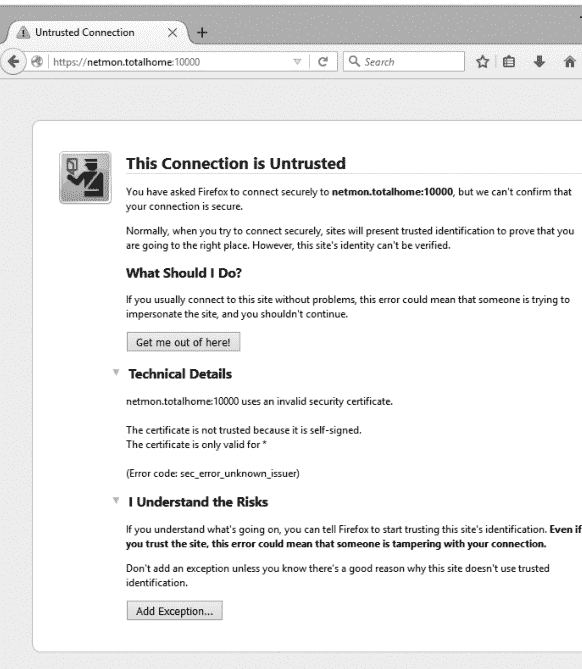 Untrusted Connection
https://netmon.totalhome:10000
Search
This Connection is Untrusted
You have asked Firefox to connect securely to netmon.totalhome:10000, but we can't confirm that
your connection is secure.
Normally, when you try to connect securely, sites will present trusted identification to prove that you
are going to the right place. However, this site's identity can't be verified.
What Should I Do?
If you usually connect to this site without problems, this error could mean that someone is trying to
impersonate the site, and you shouldn't continue.
Get me out of here!
Technical Details
netmon.totalhome:10000 uses an invalid security certificate.
The certificate is not trusted because it is self-signed.
The certificate is only valid for *
(Error code: sec_error_unknown_issuer)
I Understand the Risks
If you understand what's going on, you can tell Firefox to start trusting this site's identification. Even if
you trust the site, this error could mean that someone is tampering with your connection.
Don't add an exception unless you know there's a good reason why this site doesn't use trusted
identification.
Add Exception...